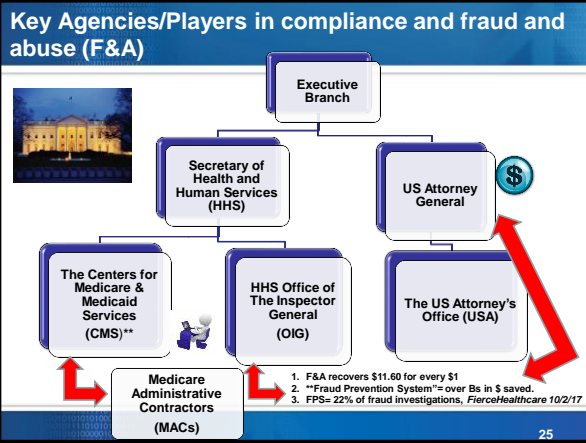 Key Agencies/Players in compliance and fraud and
abuse (F&A)
Executive
Branch
Secretary of
Health and
Human Services
(HHS)
US Attorney
General
$
The Centers for
Medicare &
Medicaid
Services
(CMS)**
HHS Office of
The Inspector
General
(OIG)
The US Attorney's
Office (USA)
Medicare
Administrative
Contractors
(MACs)
1. F&A recovers $11.60 for every $1
2. **Fraud Prevention System"= over Bs in $ saved.
3. FPS= 22% of fraud investigations, FierceHealthcare 10/2/17
25